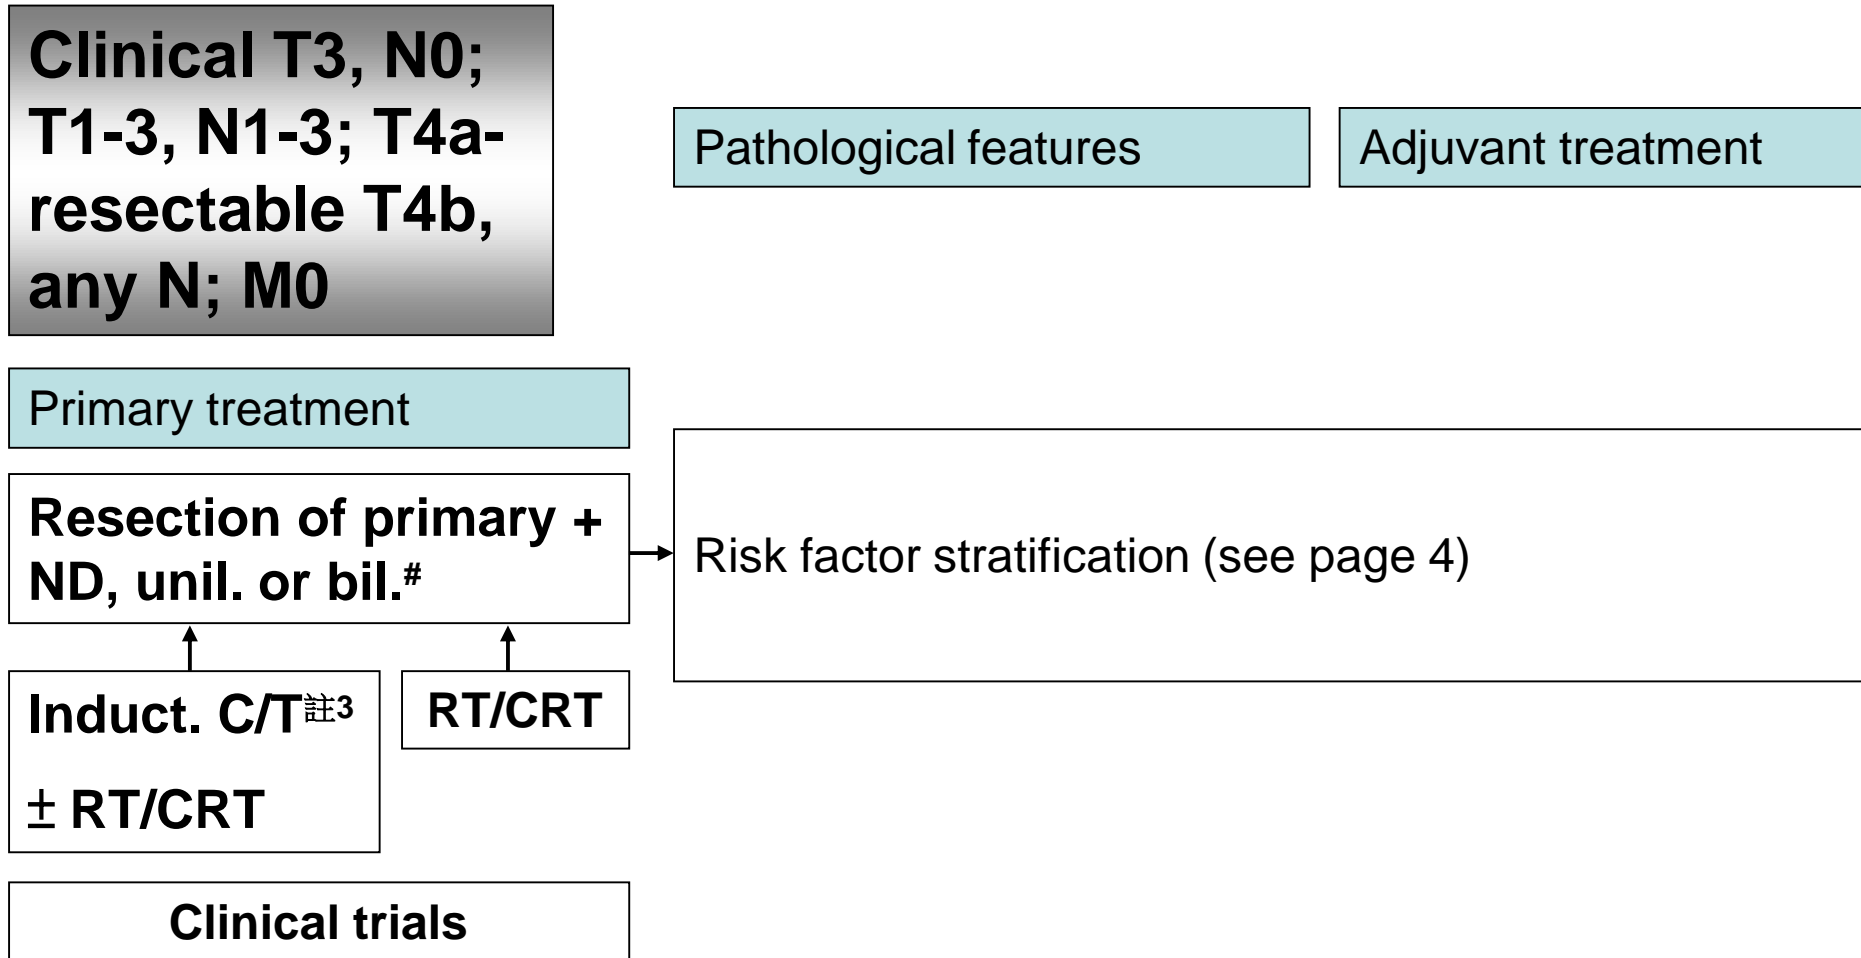 Clinical T3, N0;
T1-3, N1-3; T4a-
resectable T4b,
any N; M0
Pathological features
Adjuvant treatment
Primary treatment
Resection of primary +
ND, unil. or bil.#
Risk factor stratification (see page 4)
Induct. C/T註3
± RT/CRT
RT/CRT
Clinical trials